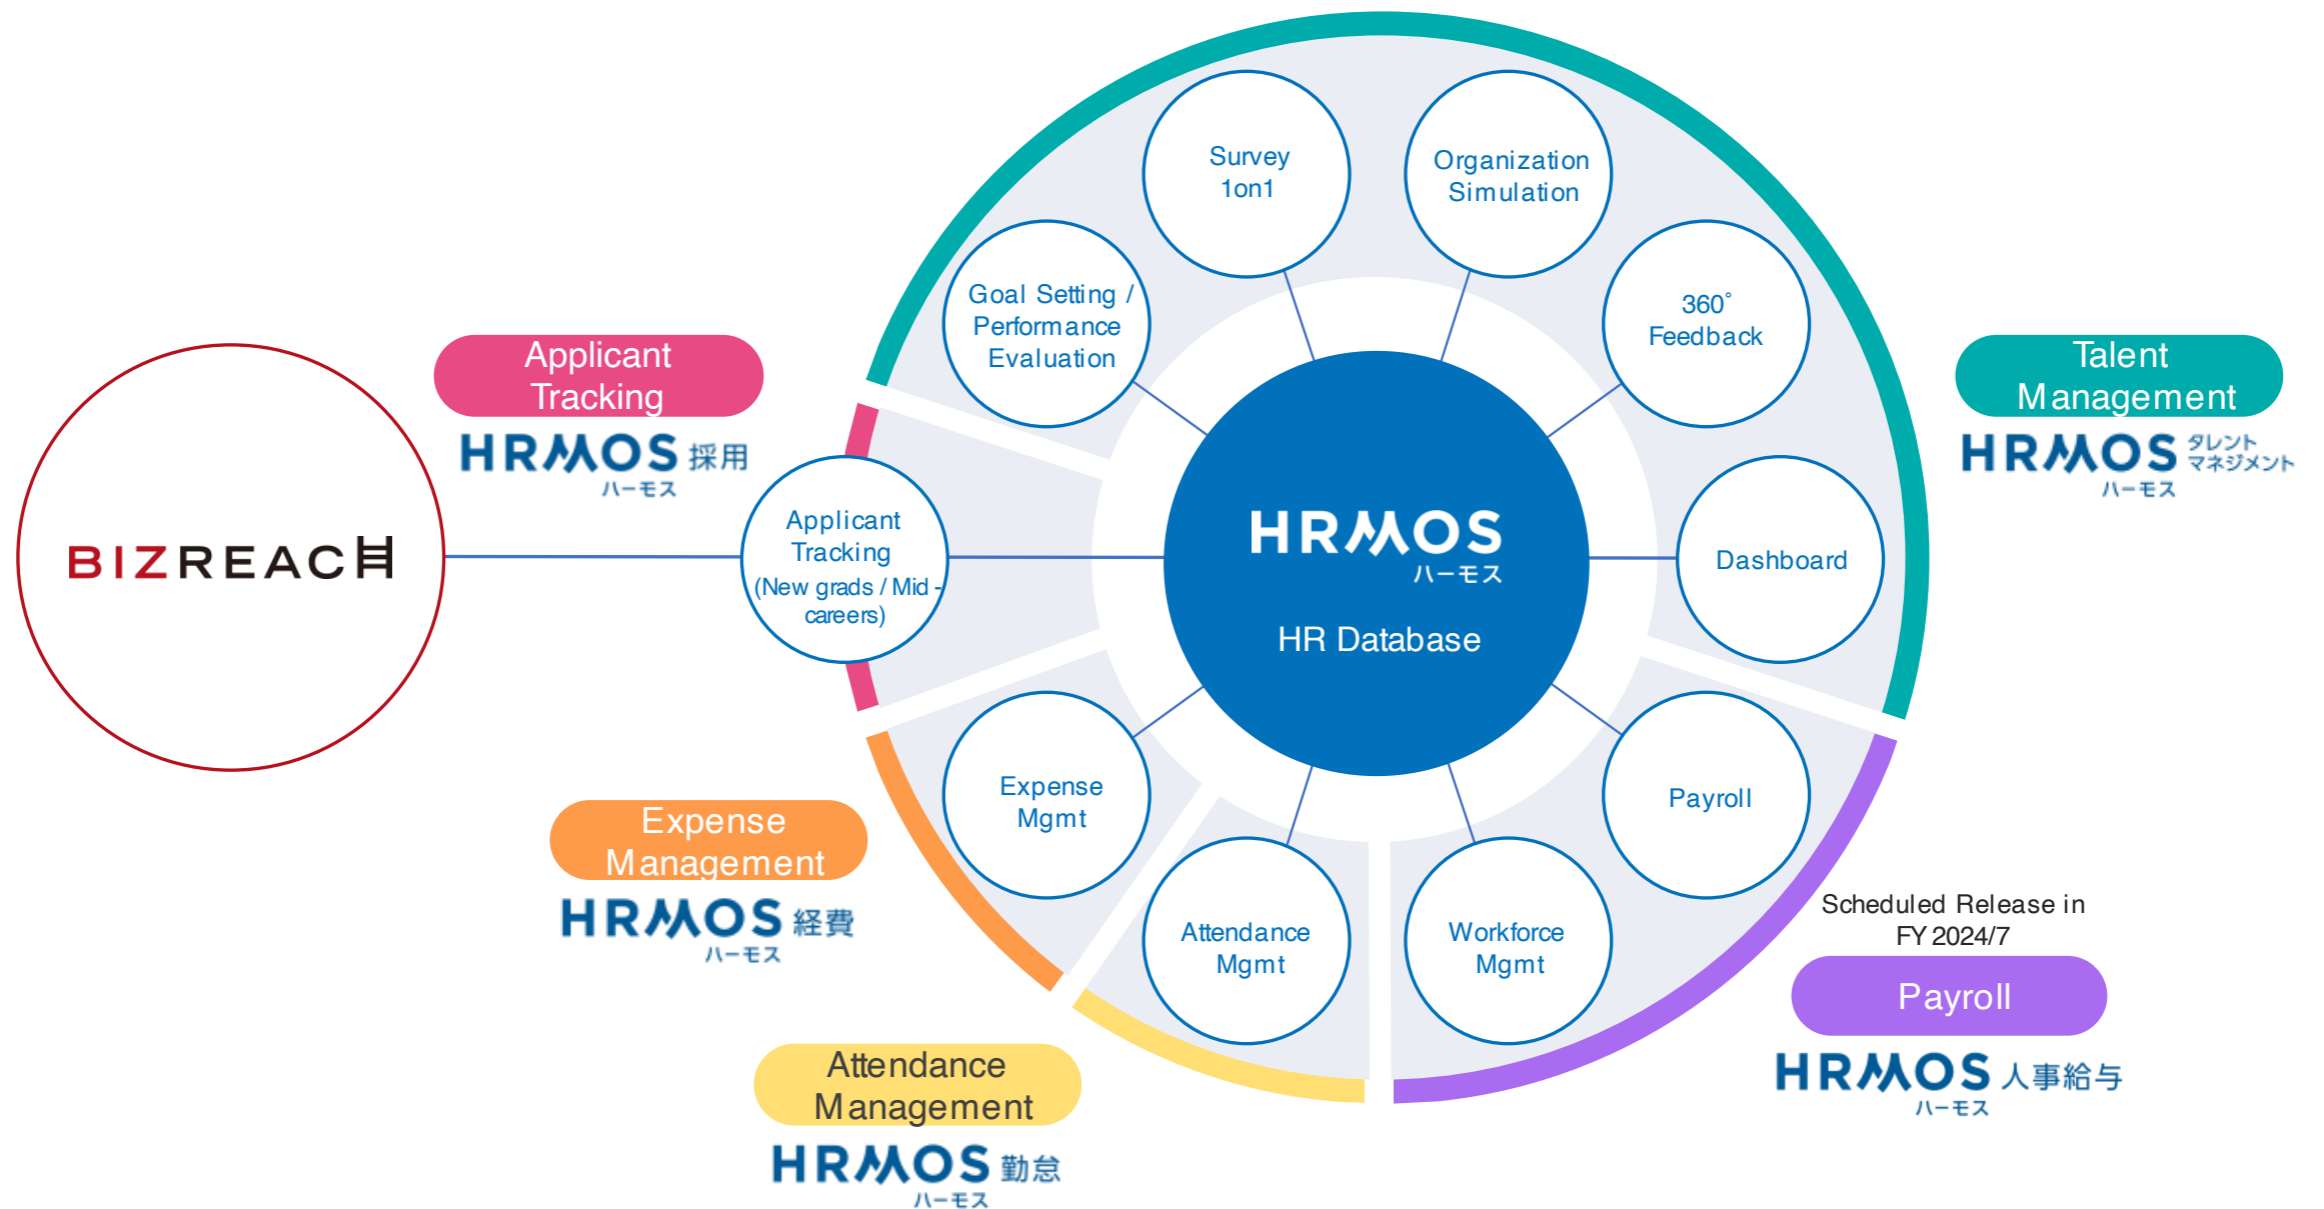 Survey
1on1
Organization
Simulation
Goal Setting /
Performance
Evaluation
360°
Feedback
Applicant
Tracking
HRMOS 採用
ハーモス
Talent
Management
HRMOS タレント
マネジメント
ハーモス
BIZREACH
Applicant
Tracking
(New grads / Mid -
careers)
HRMOS
ハーモス
HR Database
Dashboard
Expense
Mgmt
Payroll
Expense
Management
HRMOS 経費
ハーモス
Attendance
Mgmt
Workforce
Mgmt
Scheduled Release in
FY 2024/7
Payroll
HRMOS 人事給与
ハーモス
Attendance
Management
HRMOS 勤怠
ハーモス